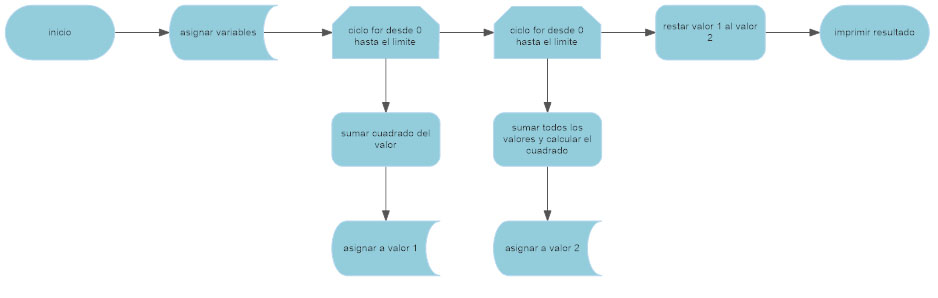 inicio
asignar variables
ciclo for desde 0
hasta el limite
ciclo for desde 0
hasta el limite
restar valor 1 al valor
2
imprimir resultado
sumar cuadrado del
valor
sumar todos los
valores y calcular el
cuadrado
asignar a valor 1
asignar a valor 2